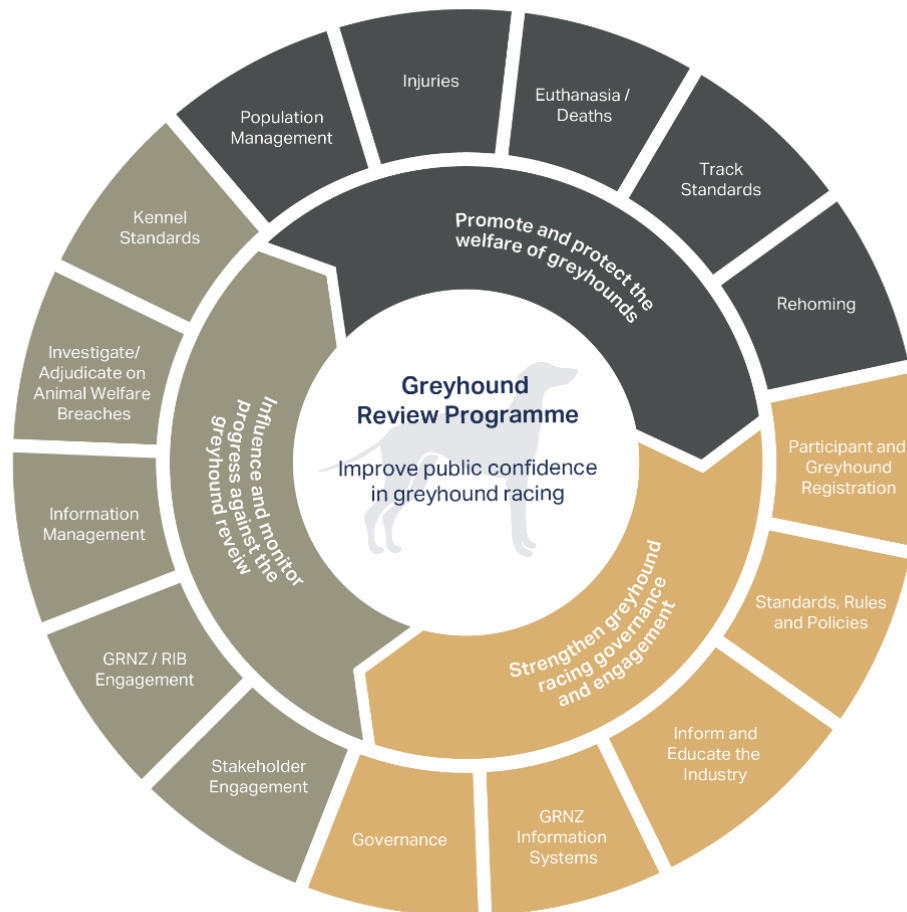 Greyhound
Review Programme
Improve public confidence
in greyhound racing
Promote and protect the
welfare of greyhounds
Strengthen greyhound
racing governance
and engagement
Influence and monitor
progress against the
greyhound reveiw
Population
Management
Injuries
Euthanasia /
Deaths
Track
Standards
Rehoming
Participant and
Greyhound
Registration
Standards, Rules
and Policies
Inform and
Educate the
Industry
GRNZ
Information
Systems
Governance
Stakeholder
Engagement
GRNZ / RIB
Engagement
Information
Management
Investigate/
Adjudicate on
Animal Welfare
Breaches
Kennel
Standards